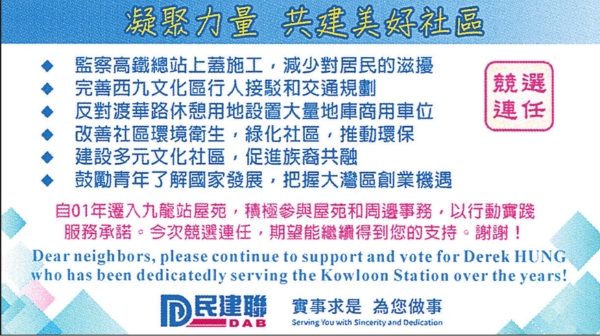 凝聚力量 共建美好社區
◆ 監察高鐵總站上蓋施工，減少對居民的滋擾
◆ 完善西九文化區行人接駁和交通規劃
◆ 反對渡華路休憩用地設置大量地庫商用車位
◆ 改善社區環境衛生，綠化社區，推動環保
◆ 建設多元文化社區，促進族裔共融
◆ 鼓勵青年了解國家發展，把握大灣區創業機遇
競選
連任
自01年遷入九龍站屋苑，積極參與屋苑和周邊事務，以行動實踐
服務承諾。今次競選連任，期望能繼續得到您的支持。謝謝！
Dear neighbors, please continue to support and vote for Derek HUNG
who has been dedicatedly serving the Kowloon Station over the years!
民建聯
DAB
實事求是 為您做事
Serving You with Sincerity and Dedication